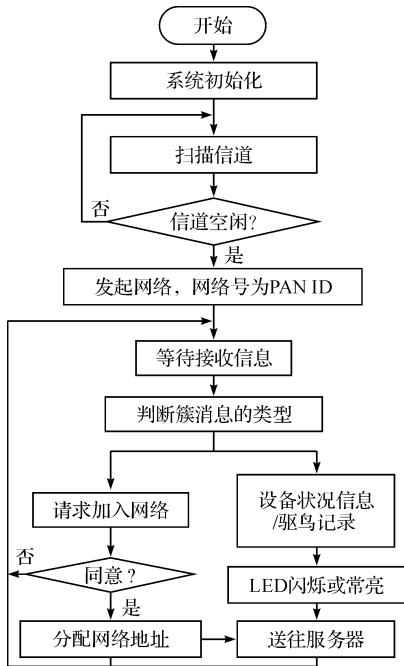 开始
系统初始化
扫描信道
否
信道空闲?
是
发起网络，网络号为PAN ID
等待接收信息
判断簇消息的类型
请求加入网络
设备状况信息
/驱鸟记录
否
同意?
LED闪烁或常亮
是
分配网络地址
送往服务器